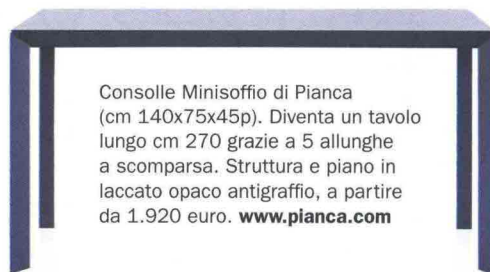 Consolle Minisoffio di Pianca
(cm 140x75x45p). Diventa un tavolo
lungo cm 270 grazie a 5 allunghe
a scomparsa. Struttura e piano in
laccato opaco antigraffio, a partire
da 1.920 euro. www.pianca.com